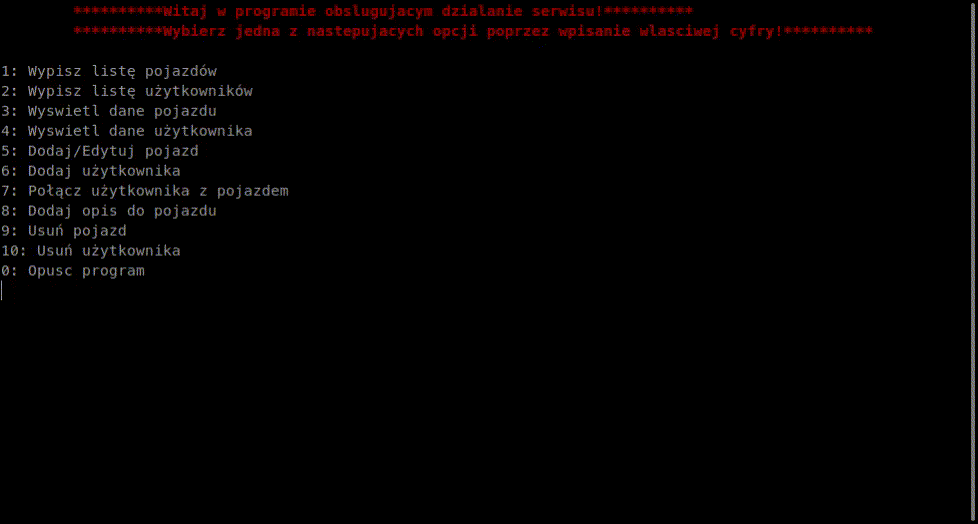 **********Witaj w programie obslugujacym dzialanie serwisu!**********
**********Wybierz jedna z nastepujacych opcji poprzez wpisanie wlasciwej cyfry!**********
1: Wypisz listę pojazdów
2: Wypisz listę użytkowników
3: Wyswietl dane pojazdu
4: Wyswietl dane użytkownika
5: Dodaj/Edytuj pojazd
6: Dodaj użytkownika
7: Połącz użytkownika z pojazdem
8: Dodaj opis do pojazdu
9: Usuń pojazd
10: Usuń użytkownika
0: Opusc program